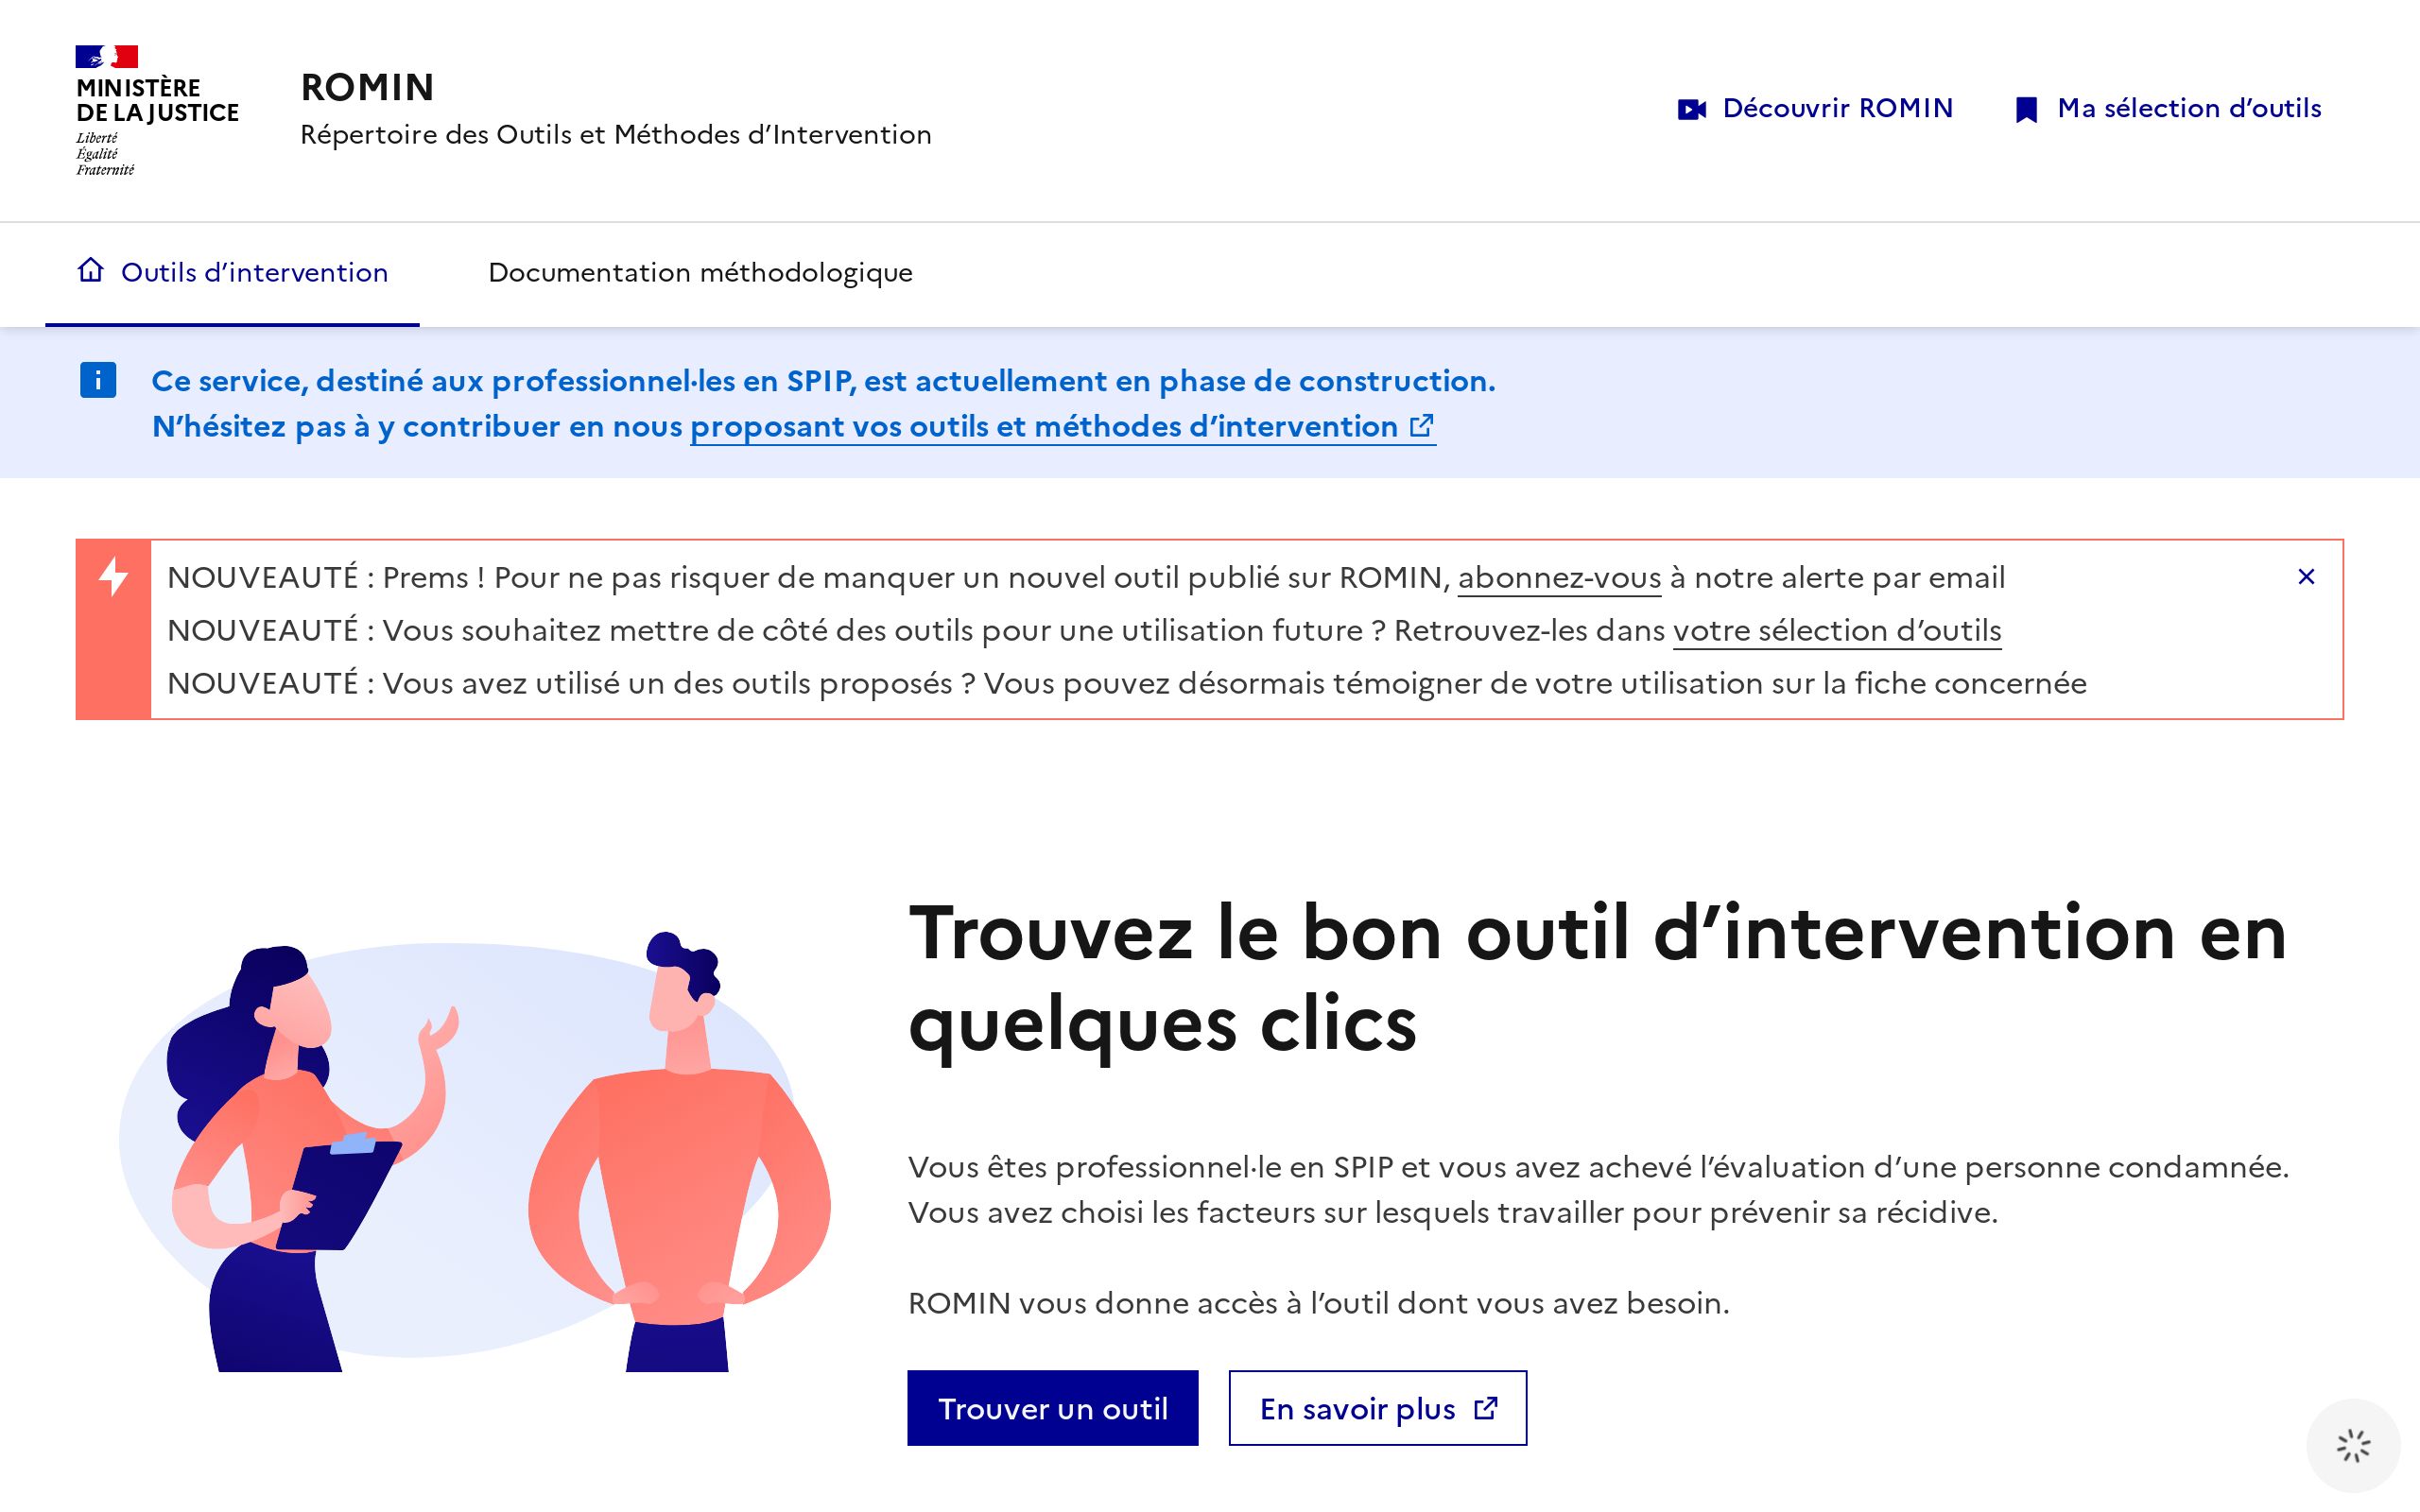 MINISTÈRE
DE LA JUSTICE
Liberté
Égalité
Fraternité
ROMIN
Répertoire des Outils et Méthodes d’Intervention
Découvrir ROMIN
Ma sélection d’outils
Outils d’intervention
Documentation méthodologique
Ce service, destiné aux professionnel·les en SPIP, est actuellement en phase de construction.
N’hésitez pas à y contribuer en nous proposant vos outils et méthodes d’intervention
NOUVEAUTÉ : Prems ! Pour ne pas risquer de manquer un nouvel outil publié sur ROMIN, abonnez-vous à notre alerte par email
NOUVEAUTÉ : Vous souhaitez mettre de côté des outils pour une utilisation future ? Retrouvez-les dans votre sélection d’outils
NOUVEAUTÉ : Vous avez utilisé un des outils proposés ? Vous pouvez désormais témoigner de votre utilisation sur la fiche concernée
Trouvez le bon outil d’intervention en
quelques clics
Vous êtes professionnel·le en SPIP et vous avez achevé l’évaluation d’une personne condamnée.
Vous avez choisi les facteurs sur lesquels travailler pour prévenir sa récidive.
ROMIN vous donne accès à l’outil dont vous avez besoin.
Trouver un outil
En savoir plus